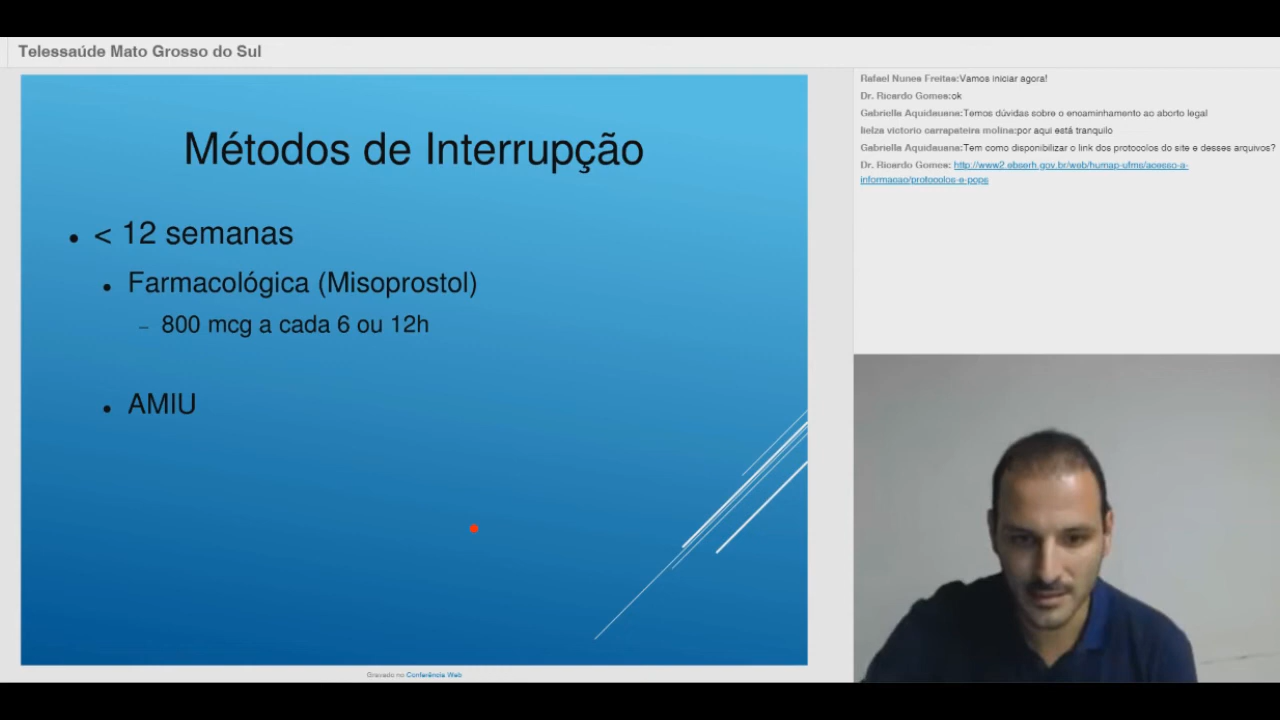 Telessaúde Mato Grosso do Sul
Métodos de Interrupção
< 12 semanas
Farmacológica (Misoprostol)
– 800 mcg a cada 6 ou 12h
AMIU
Gravado no Conferência Web
Rafael Nunes Freitas:Vamos iniciar agora!
Dr. Ricardo Gomes:ok
Gabriella Aquidauana:Temos dúvidas sobre o encaminhamento ao aborto legal
lielza victorio carrapateira molina:por aqui está tranquilo
Gabriella Aquidauana:Tem como disponibilizar o link dos protocolos do site e desses arquivos?
Dr. Ricardo Gomes: http://www2.ebserh.gov.br/web/humap-ufms/acesso-a-
informacao/protocolos-e-pops